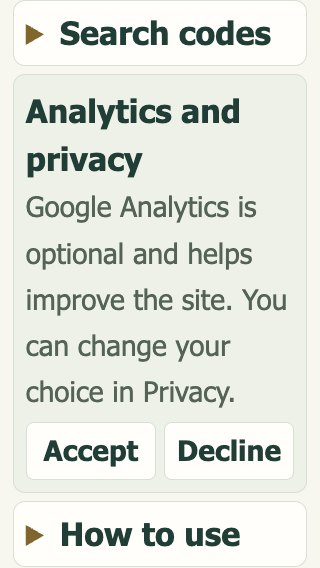 Search codes
Analytics and
privacy
Google Analytics is
optional and helps
improve the site. You
can change your
choice in Privacy.
Accept Decline
How to use